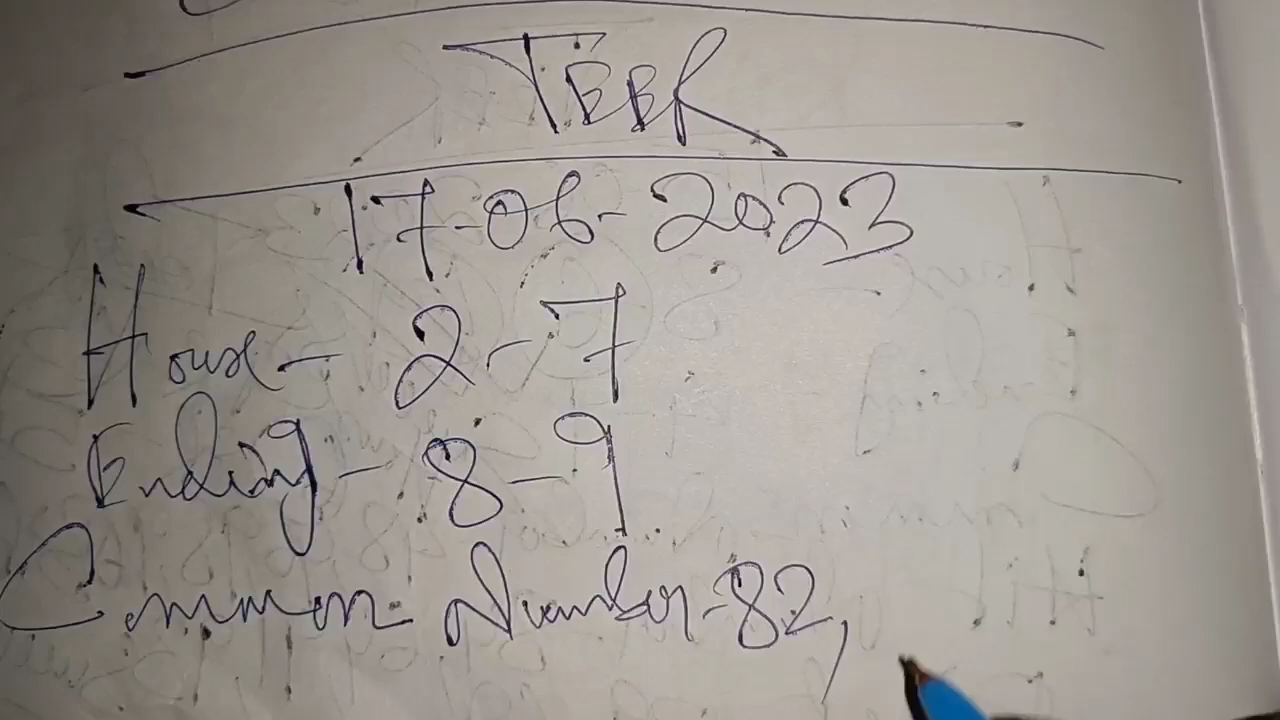 TEER
17-06-2023
House - 2-7
Ending - 8-9
Common Number - 82,